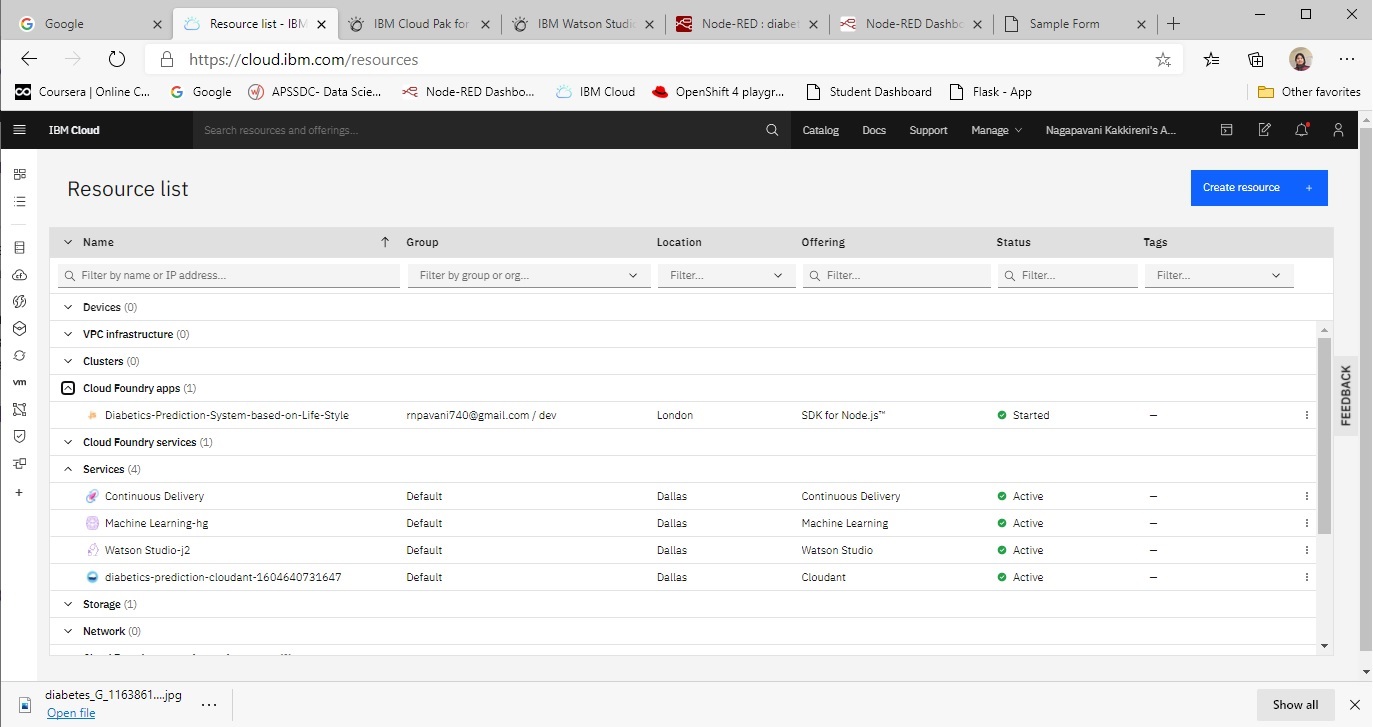 Google
Resource list - IBM
IBM Cloud Pak for
IBM Watson Studi
Node-RED : diabet
Node-RED Dashbo
Sample Form
https://cloud.ibm.com/resources
Coursera | Online C...
Google
APSSDC- Data Scie...
Node-RED Dashbo...
IBM Cloud
OpenShift 4 playgr...
Student Dashboard
Flask - App
Other favorites
IBM Cloud
Search resources and offerings...
Catalog
Docs
Support
Manage
Nagapavani Kakkireni's A...
Resource list
Create resource +
Name Group Location Offering Status Tags
Filter by name or IP address... Filter by group or org... Filter... Filter... Filter... Filter...
Devices (0)
VPC infrastructure (0)
Clusters (0)
Cloud Foundry apps (1)
Diabetics-Prediction-System-based-on-Life-Style rnpavani740@gmail.com / dev London SDK for Node.js™ Started –
Cloud Foundry services (1)
Services (4)
Continuous Delivery Default Dallas Continuous Delivery Active –
Machine Learning-hg Default Dallas Machine Learning Active –
Watson Studio-j2 Default Dallas Watson Studio Active –
diabetics-prediction-cloudant-1604640731647 Default Dallas Cloudant Active –
Storage (1)
Network (0)
vm
FEEDBACK
diabetes_G_1163861....jpg
Open file
Show all